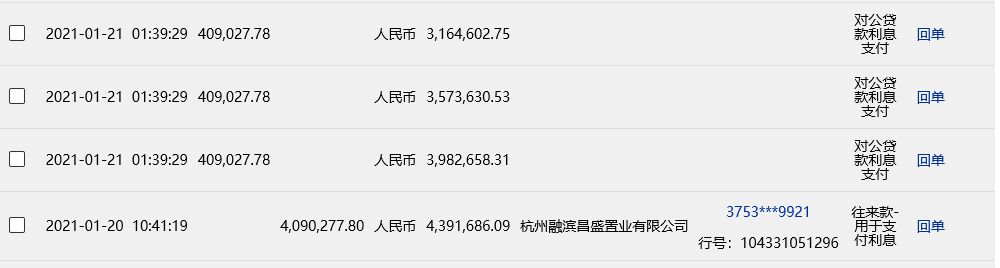 对公贷
2021-01-21 01:39:29 409,027.78 人民币 3,164,602.75 款利息 回单
支付
对公贷
2021-01-21 01:39:29 409,027.78 人民币 3,573,630.53 款利息 回单
支付
对公贷
2021-01-21 01:39:29 409,027.78 人民币 3,982,658.31 款利息 回单
支付
3753***9921 往来款-
2021-01-20 10:41:19 4,090,277.80 人民币 4,391,686.09 杭州融滨昌盛置业有限公司 用于支 回单
行号：104331051296 付利息